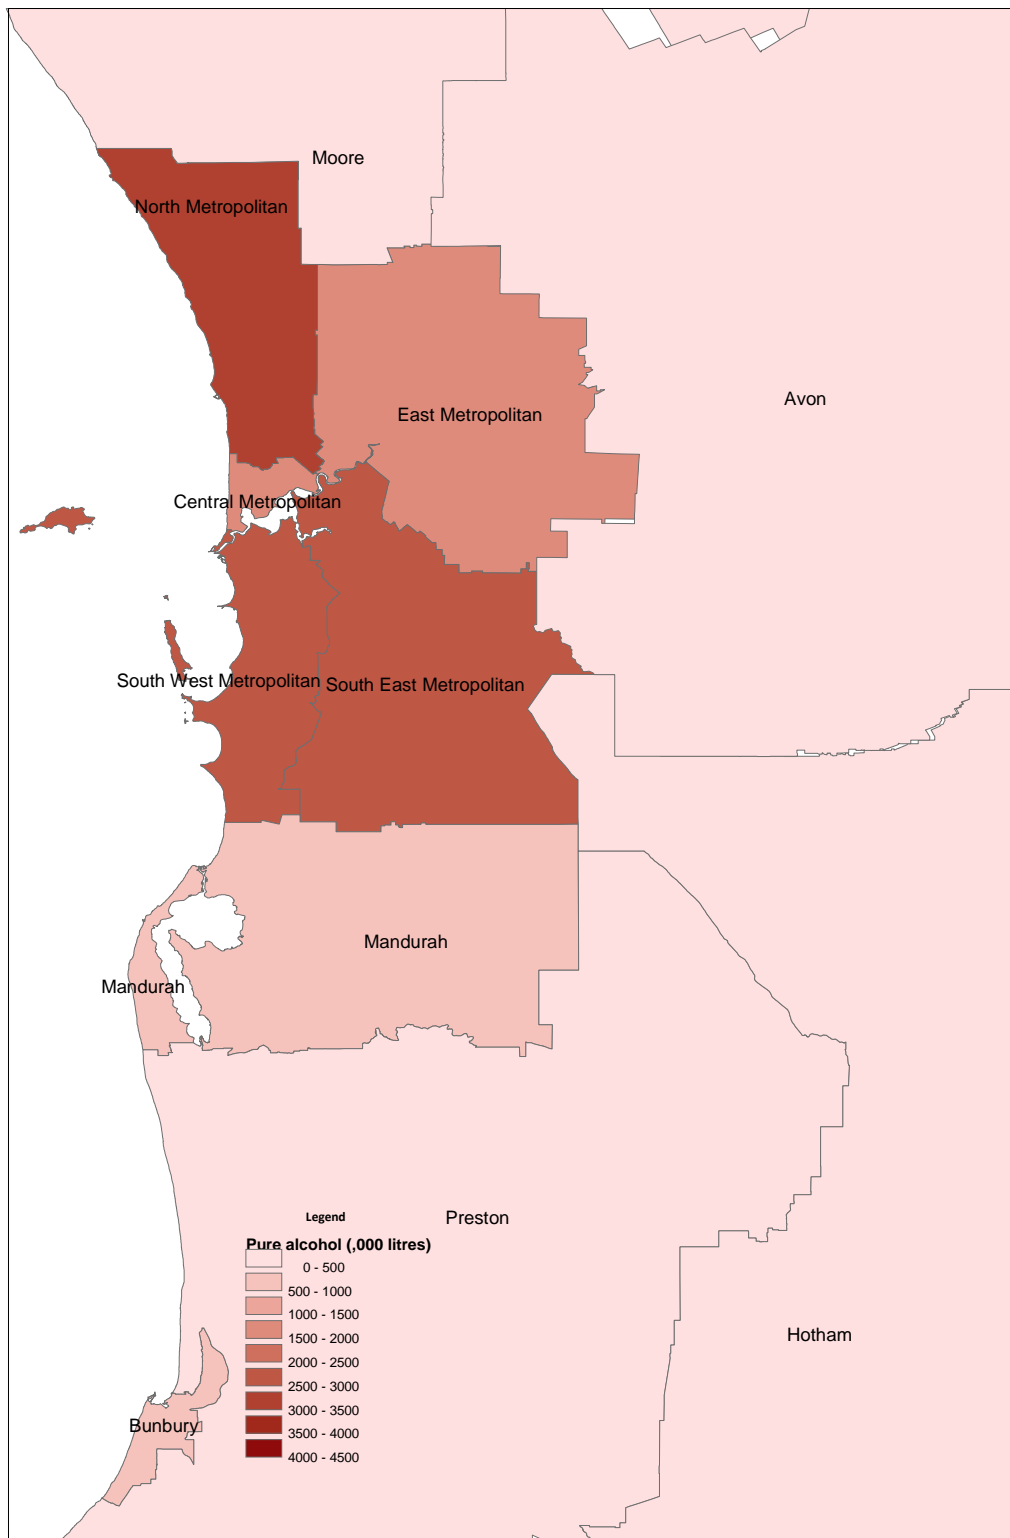 Moore
North Metropolitan
Avon
East Metropolitan
Central Metropolitan
South West Metropolitan
South East Metropolitan
Mandurah
Mandurah
Preston
Legend
Pure alcohol (,000 litres)
0 - 500
500 - 1000
1000 - 1500
1500 - 2000
2000 - 2500
2500 - 3000
3000 - 3500
3500 - 4000
4000 - 4500
Hotham
Bunbury